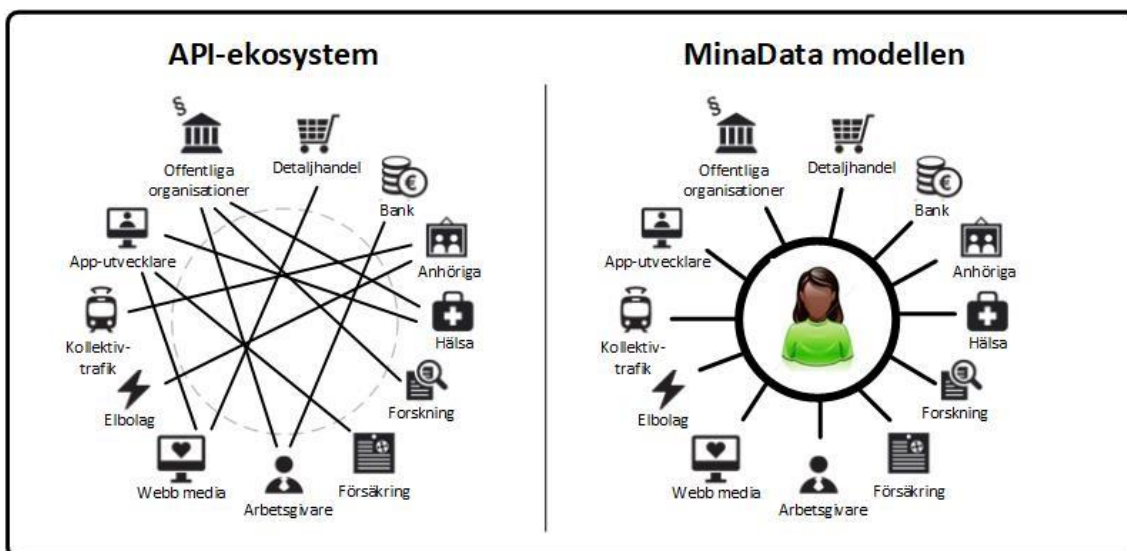 API-ekosystem
§
Offentliga
organisationer
Detaljhandel
Bank
App-utvecklare
Anhöriga
Kollektiv-
trafik
Hälsa
Elbolag
Forskning
Webb media
Arbetsgivare
Försäkring
MinaData modellen
§
Offentliga
organisationer
Detaljhandel
Bank
App-utvecklare
Anhöriga
Kollektiv-
trafik
Hälsa
Elbolag
Forskning
Webb media
Arbetsgivare
Försäkring